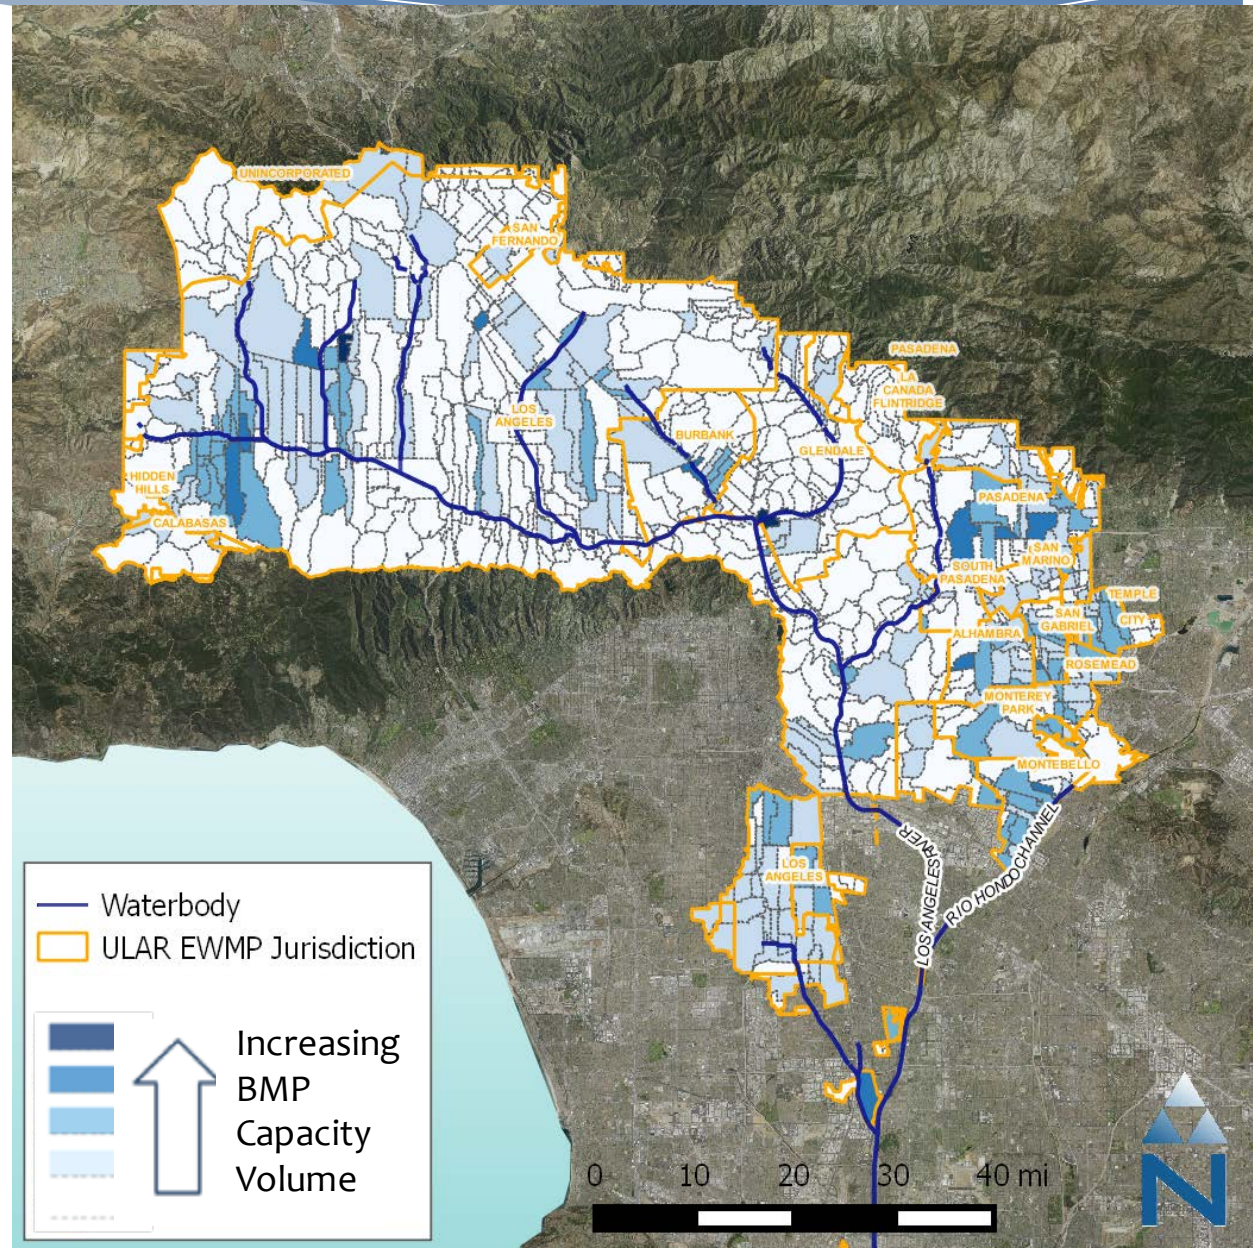 UNINCORPORATED
SAN
FERNANDO
PASADENA
LA
CANADA
FLINTRIDGE
LOS
ANGELES
BURBANK
GLENDALE
HIDDEN
HILLS
PASADENA
CALABASAS
SAN
MARINO
SOUTH
PASADENA
TEMPLE
CITY
SAN
GABRIEL
ALHAMBRA
ROSEMEAD
MONTEREY
PARK
MONTEBELLO
LOS
ANGELES
LOS ANGELES RIVER
RIO HONDO CHANNEL
Waterbody
ULAR EWMP Jurisdiction
Increasing
BMP
Capacity
Volume
0 10 20 30 40 mi
N